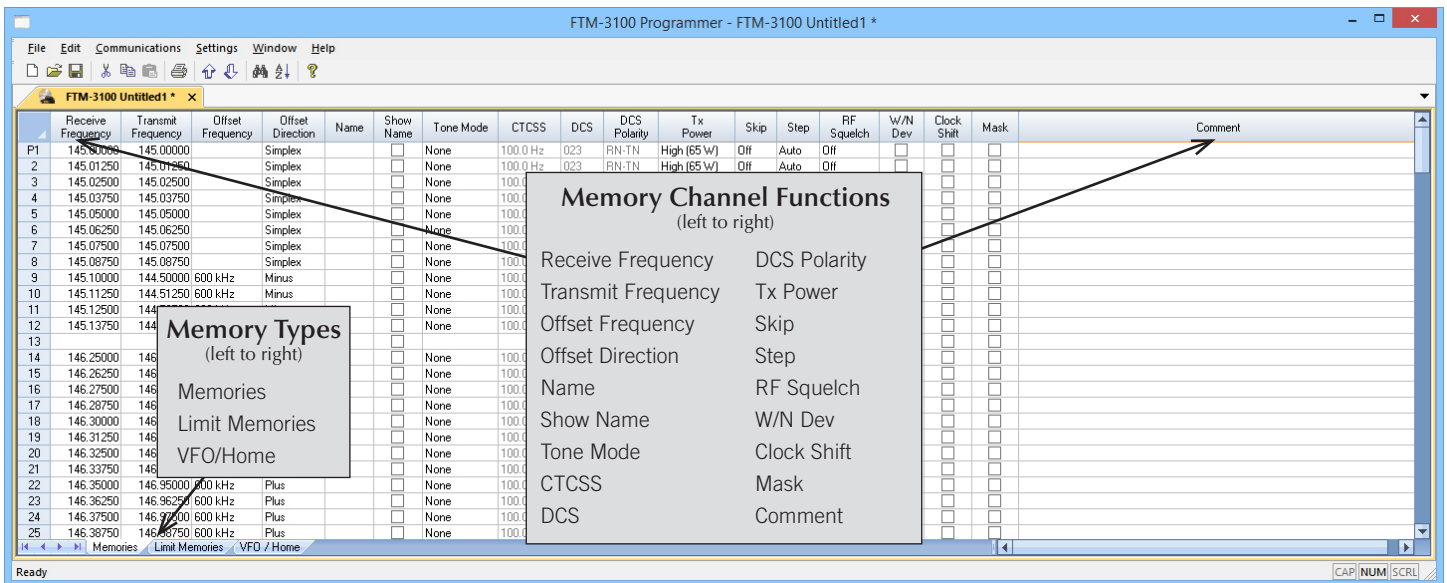 FTM-3100 Programmer - FTM-3100 Untitled1 *
File Edit Communications Settings Window Help
FTM-3100 Untitled1 * x
Receive Frequency Transmit Frequency Offset Frequency Offset Direction Name Show Name Tone Mode CTCSS DCS DCS Polarity Tx Power Skip Step RF Squelch W/N Dev Clock Shift Mask Comment
P1 145.00000 145.00000 Simplex None 100.0 Hz 023 RN-TN High (65 W) Off Auto Off
2 145.01250 145.01250 Simplex None 100.0 Hz 023 RN-TN High (65 W) Off Auto Off
3 145.02500 145.02500 Simplex None
4 145.03750 145.03750 Simplex None
5 145.05000 145.05000 Simplex None
6 145.06250 145.06250 Simplex None
7 145.07500 145.07500 Simplex None
8 145.08750 145.08750 Simplex None
9 145.10000 144.50000 600 kHz Minus None
10 145.11250 144.51250 600 kHz Minus None
11 145.12500 None
12 145.13750 None
13
14 146.25000 None
15 146.26250 None
16 146.27500 None
17 146.28750 None
18 146.30000 None
19 146.31250 None
20 146.32500 None
21 146.33750 None
22 146.35000 146.95000 600 kHz Plus None
23 146.36250 146.96250 600 kHz Plus None
24 146.37500 146.97500 600 kHz Plus None
25 146.38750 146.98750 600 kHz Plus None
Memory Types
(left to right)
Memories
Limit Memories
VFO/Home
Memory Channel Functions
(left to right)
Receive Frequency DCS Polarity
Transmit Frequency Tx Power
Offset Frequency Skip
Offset Direction Step
Name RF Squelch
Show Name W/N Dev
Tone Mode Clock Shift
CTCSS Mask
DCS Comment
Memories Limit Memories VFO / Home
Ready CAP NUM SCRL